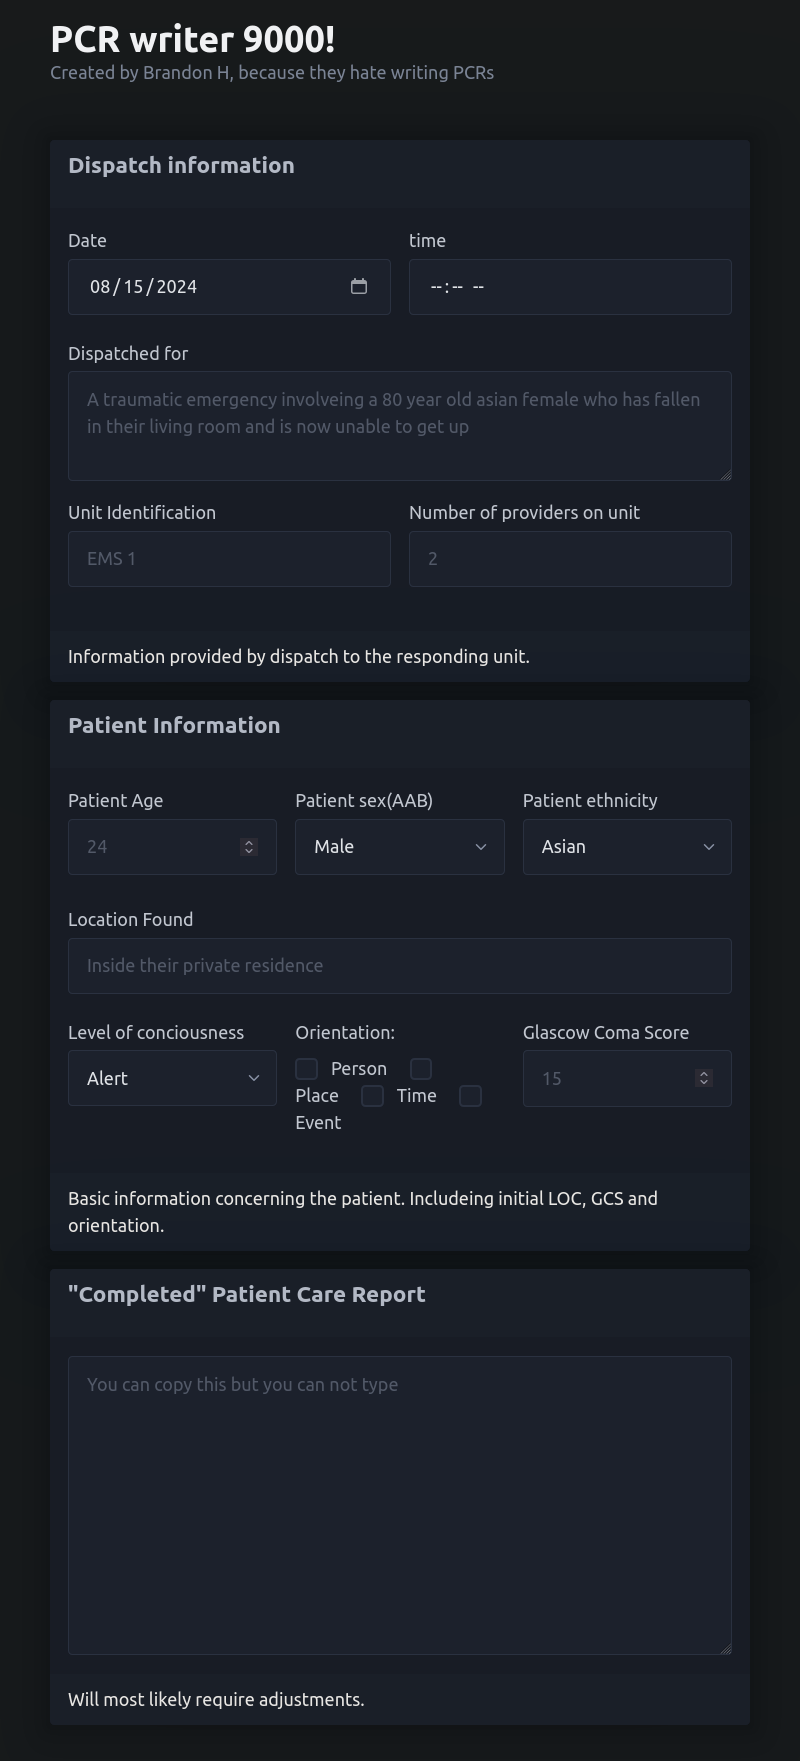 PCR writer 9000!
Created by Brandon H, because they hate writing PCRs
Dispatch information
Date
time
08/15/2024
--:-- --
Dispatched for
A traumatic emergency involveing a 80 year old asian female who has fallen
in their living room and is now unable to get up
Unit Identification
Number of providers on unit
EMS 1
2
Information provided by dispatch to the responding unit.
Patient Information
Patient Age
Patient sex(AAB)
Patient ethnicity
24
Male
Asian
Location Found
Inside their private residence
Level of conciousness
Orientation:
Glascow Coma Score
Alert
Person
Place
Time
Event
15
Basic information concerning the patient. Includeing initial LOC, GCS and
orientation.
"Completed" Patient Care Report
You can copy this but you can not type
Will most likely require adjustments.